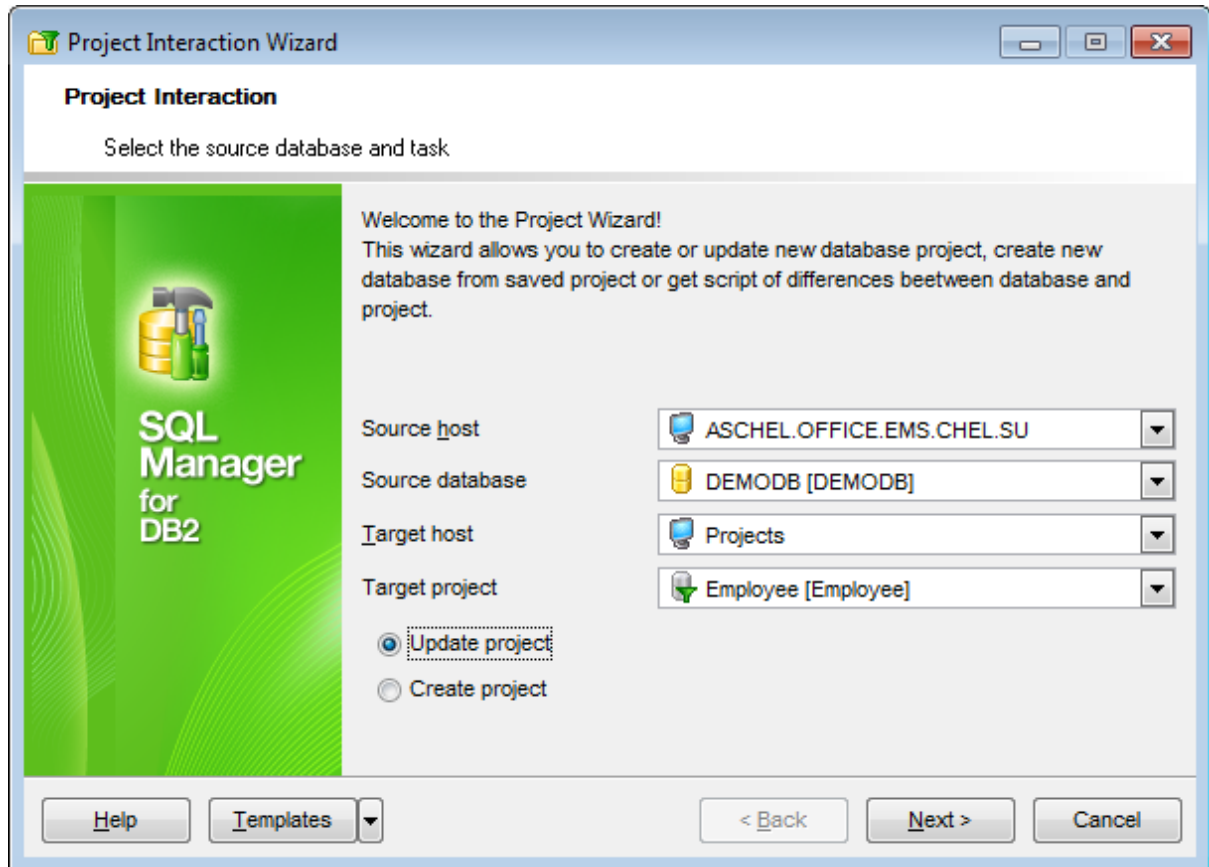 Project Interaction Wizard
Project Interaction
Select the source database and task
Welcome to the Project Wizard!
This wizard allows you to create or update new database project, create new
database from saved project or get script of differences beetween database and
project.
SQL
Manager
for
DB2
Source host
ASCHEL.OFFICE.EMS.CHEL.SU
Source database
DEMODB [DEMODB]
Target host
Projects
Target project
Employee [Employee]
Update project
Create project
Help
Templates
< Back
Next >
Cancel